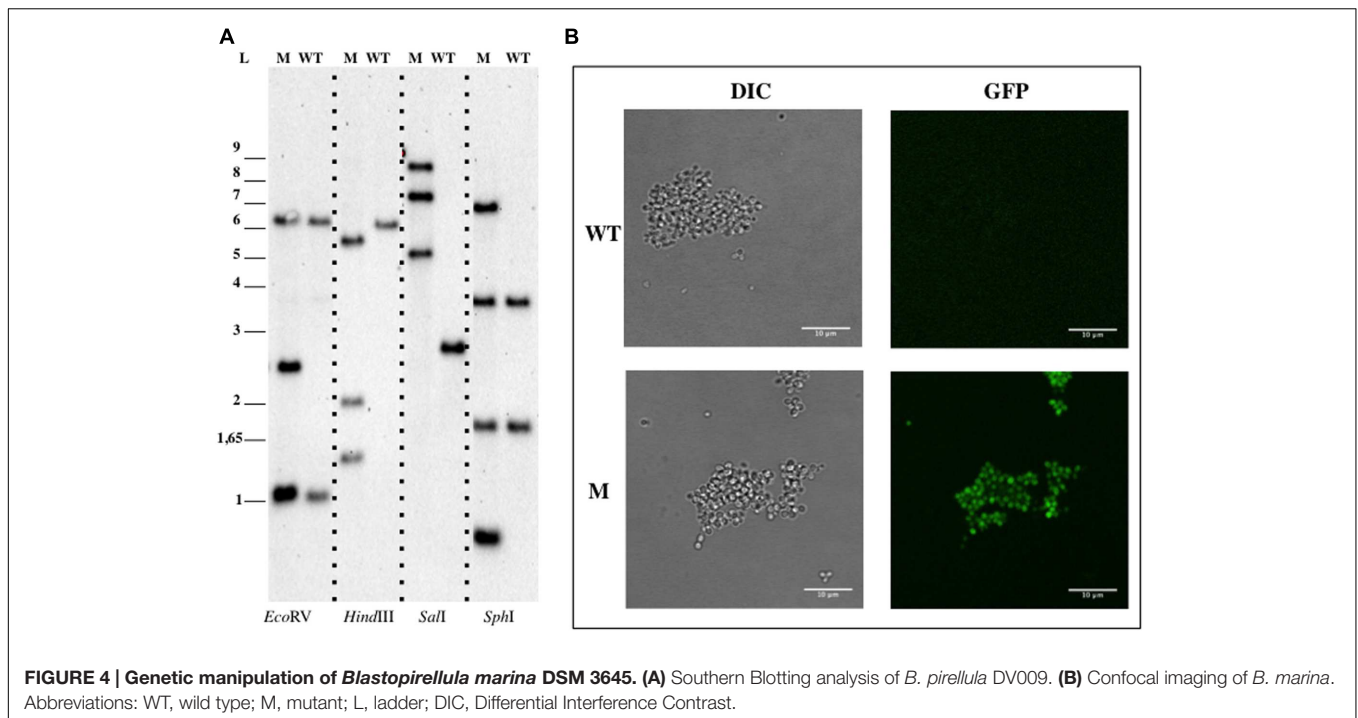 A
B
L M WT M WT M WT M WT
9
8
7
6
5
4
3
2
1,65
1
EcoRV HindIII SalI SphI
DIC GFP
WT
10 µm 10 µm
M
10 µm 10 µm
FIGURE 4 | Genetic manipulation of Blastopirellula marina DSM 3645. (A) Southern Blotting analysis of B. pirellula DV009. (B) Confocal imaging of B. marina.
Abbreviations: WT, wild type; M, mutant; L, ladder; DIC, Differential Interference Contrast.